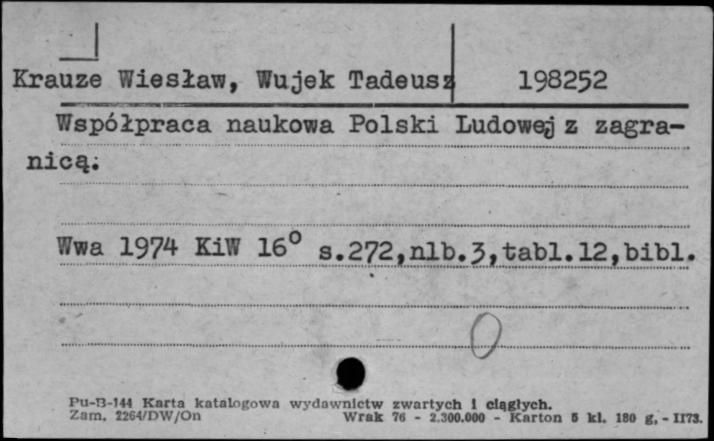 Krauze Wiesław, Wujek Tadeusz 198252
Współpraca naukowa Polski Ludowej z zagra-
nicą.
Wwa 1974 KiW 16° s.272,nlb.3,tabl.12,bibl.
0
Pu-B-144 Karta katalogowa wydawnictw zwartych i ciągłych.
Zam. 2264/DW/On Wrak 76 - 2.300.000 - Karton 5 kl. 180 g. - II73.